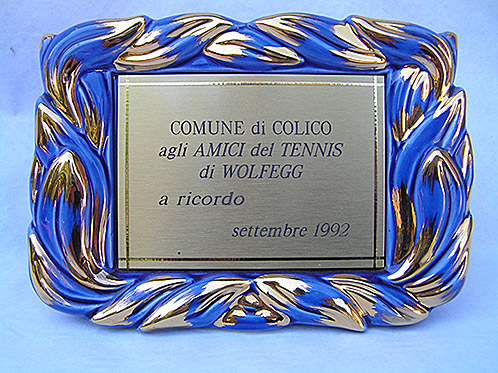 COMUNE di COLICO
agli AMICI del TENNIS
di WOLFEGG
a ricordo
settembre 1992